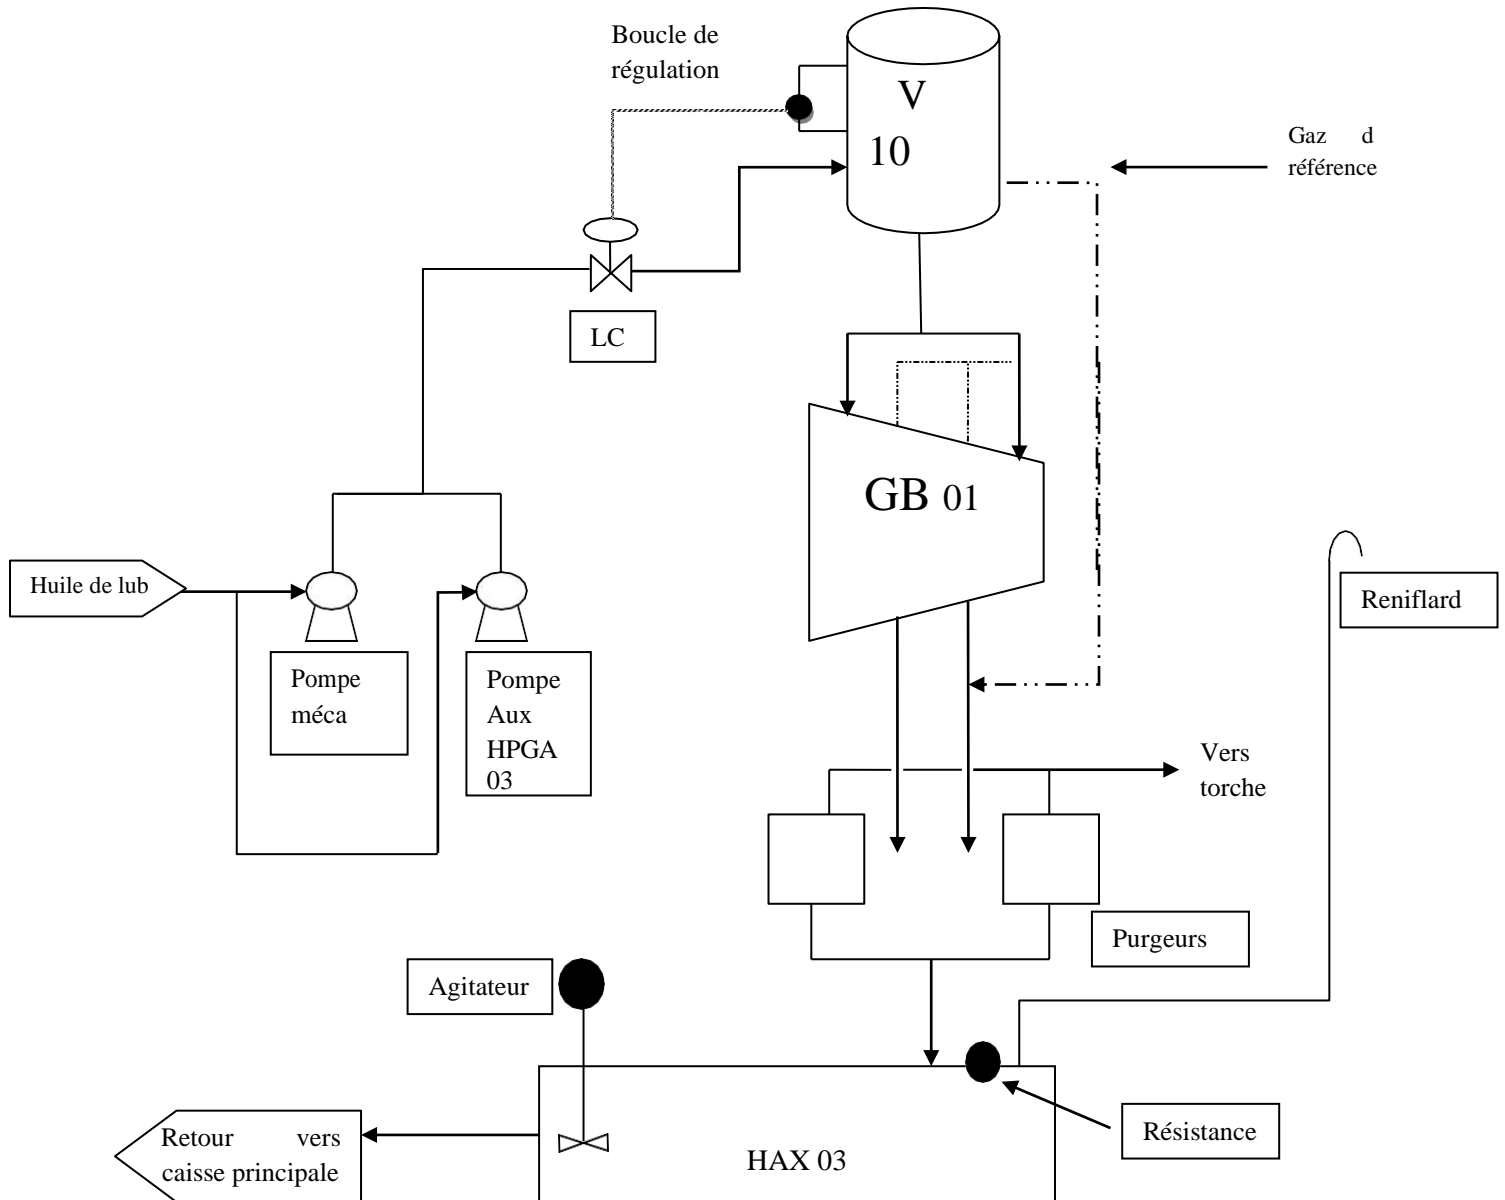 Boucle de
régulation
V
10
Gaz d
référence
LC
GB 01
Huile de lub
Reniflard
Pompe
méca
Pompe
Aux
HPGA
03
Vers
torche
Purgeurs
Agitateur
Retour vers
caisse principale
HAX 03
Résistance